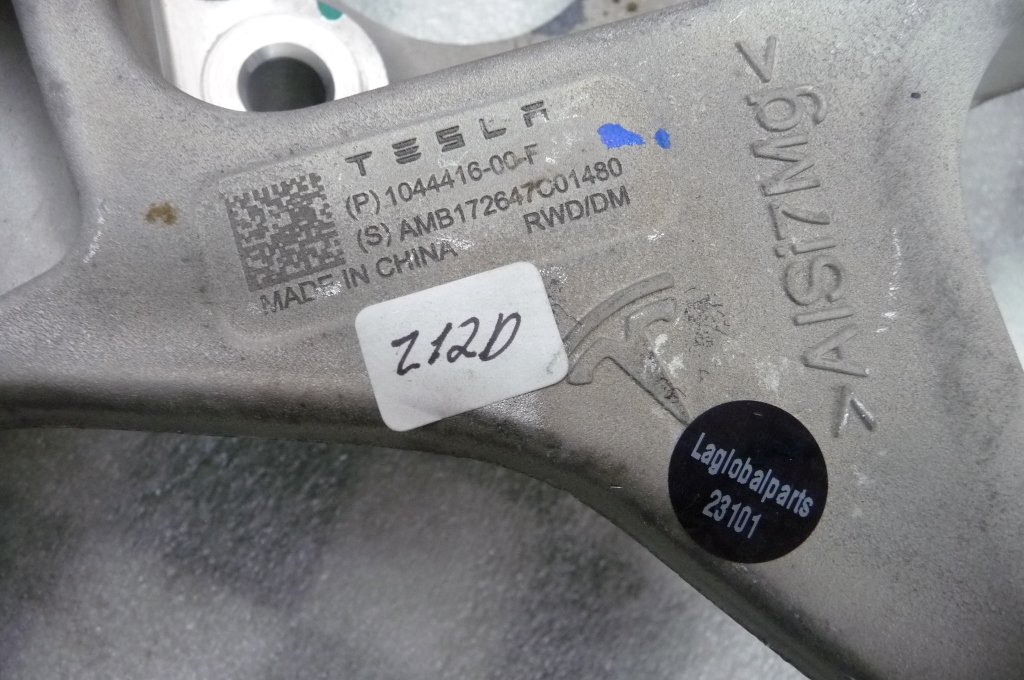 TESLA
(P) 1044416-00-F
(S) AMB172647C01480
RWD/DM
MADE IN CHINA
>AlSi7Mg<
Z12D
Laglobalparts
23101